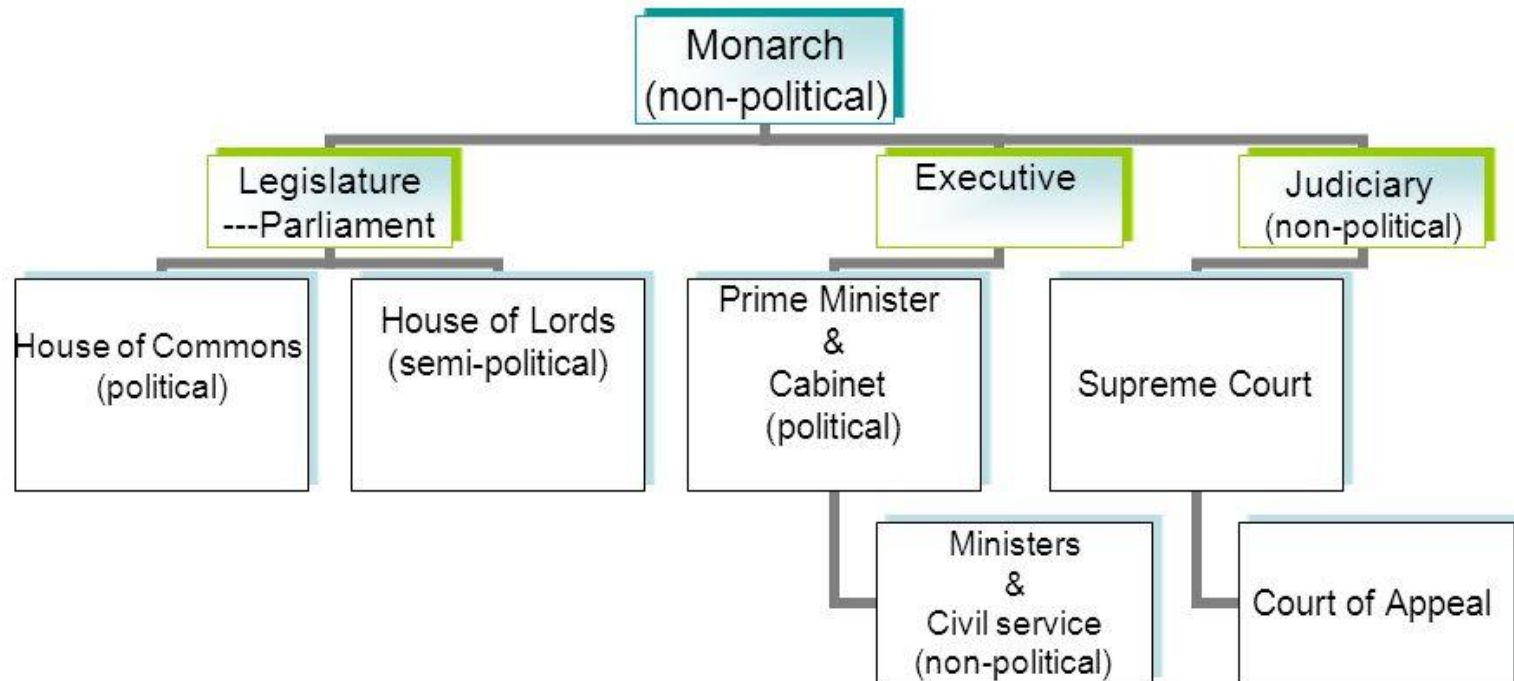 Monarch
(non-political)
Legislature
---Parliament
Executive
Judiciary
(non-political)
House of Commons
(political)
House of Lords
(semi-political)
Prime Minister
&
Cabinet
(political)
Supreme Court
Ministers
&
Civil service
(non-political)
Court of Appeal